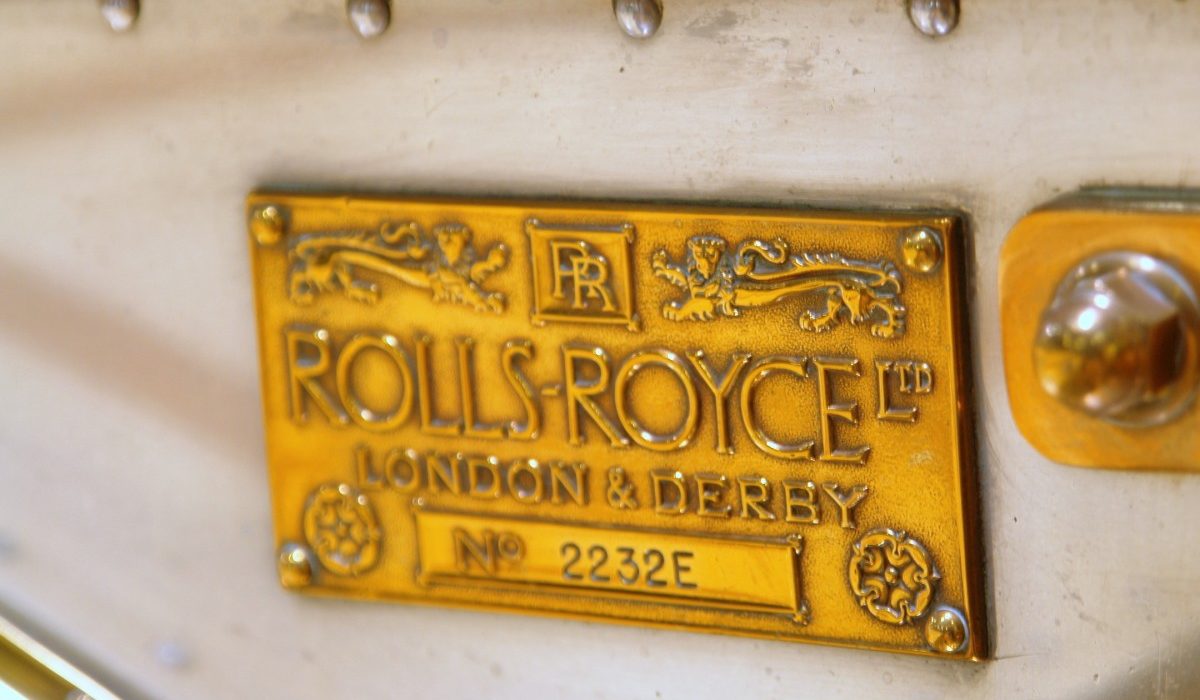 RR
ROLLS-ROYCE LTD
LONDON & DERBY
No 2232E